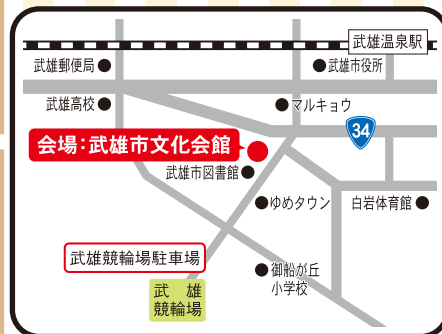 武雄温泉駅
武雄郵便局
武雄市役所
武雄高校
マルキョウ
34
会場:武雄市文化会館
武雄市図書館
ゆめタウン
白岩体育館
武雄競輪場駐車場
御船が丘
小学校
武　雄
競輪場